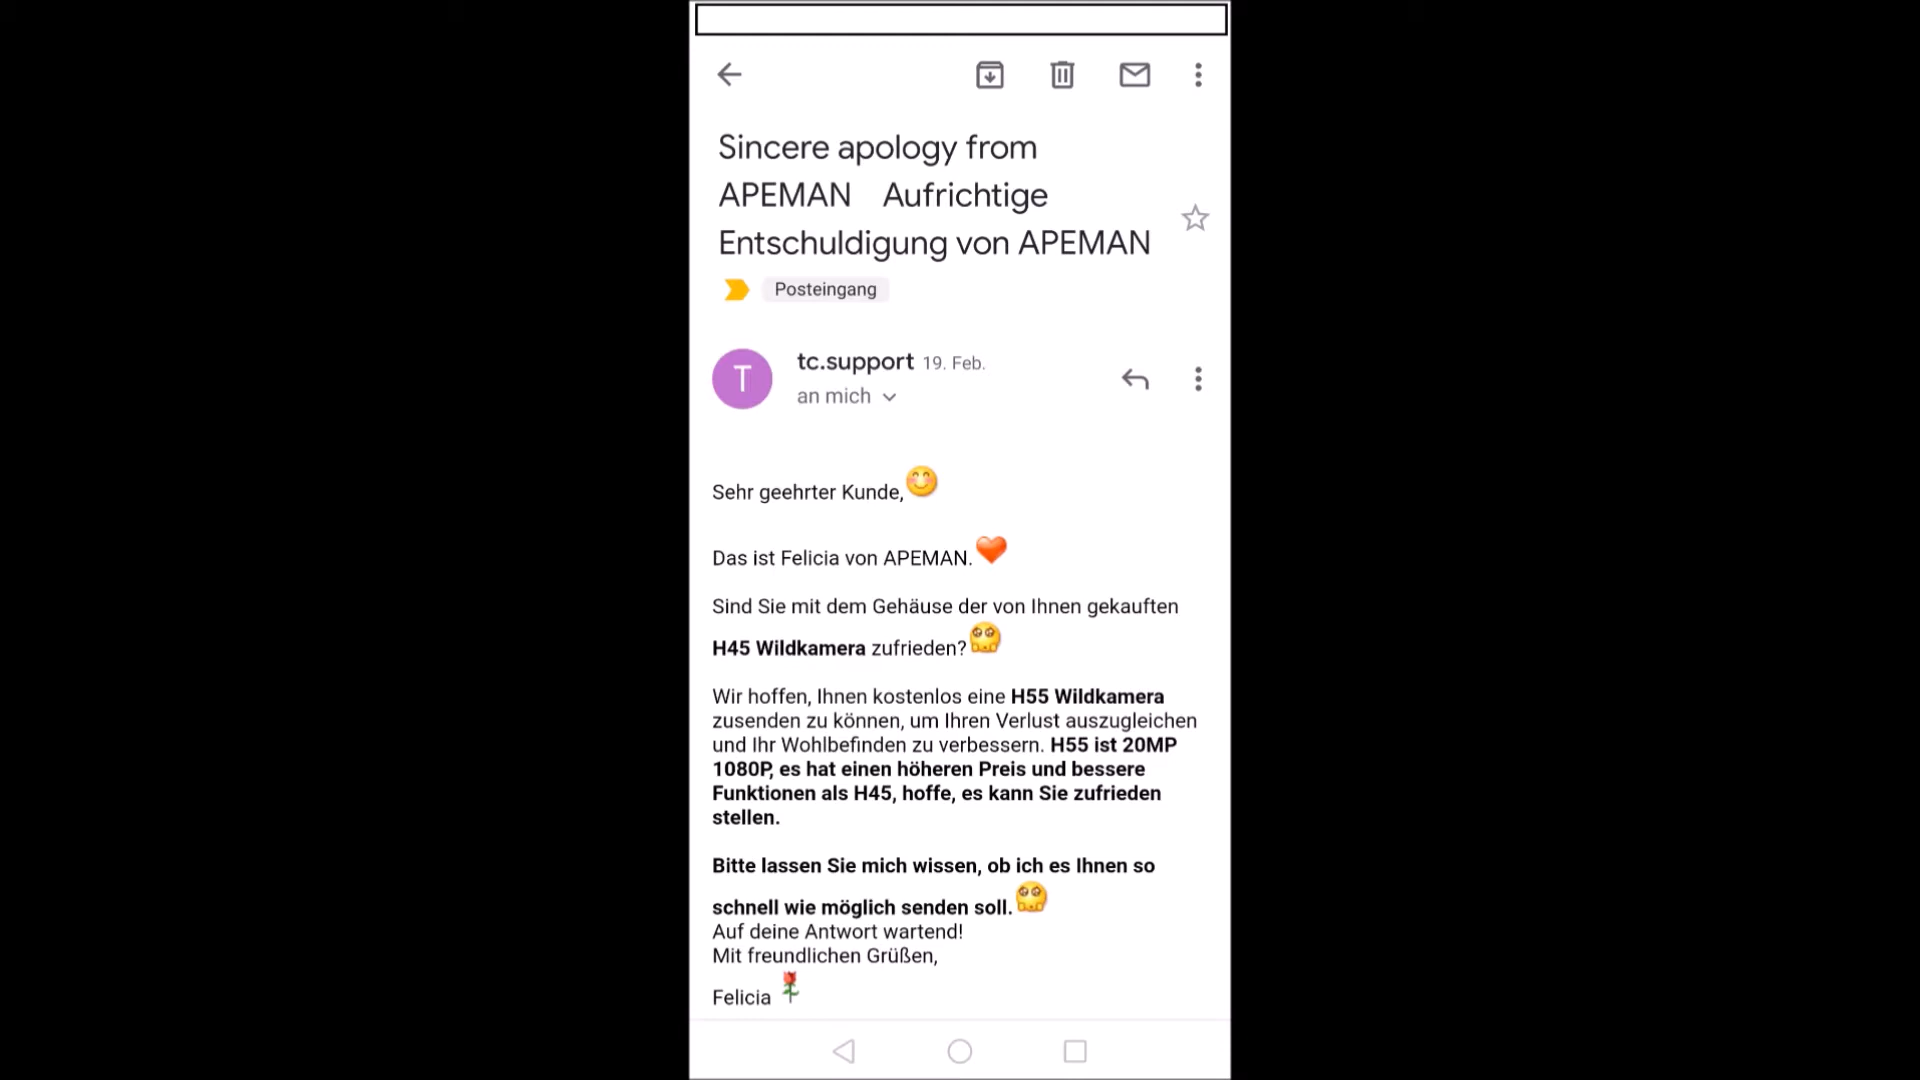 Sincere apology from
APEMAN Aufrichtige
Entschuldigung von APEMAN
Posteingang
T
tc.support 19. Feb.
an mich
Sehr geehrter Kunde,
Das ist Felicia von APEMAN.
Sind Sie mit dem Gehäuse der von Ihnen gekauften
H45 Wildkamera zufrieden?
Wir hoffen, Ihnen kostenlos eine H55 Wildkamera
zusenden zu können, um Ihren Verlust auszugleichen
und Ihr Wohlbefinden zu verbessern. H55 ist 20MP
1080P, es hat einen höheren Preis und bessere
Funktionen als H45, hoffe, es kann Sie zufrieden
stellen.
Bitte lassen Sie mich wissen, ob ich es Ihnen so
schnell wie möglich senden soll.
Auf deine Antwort wartend!
Mit freundlichen Grüßen,
Felicia